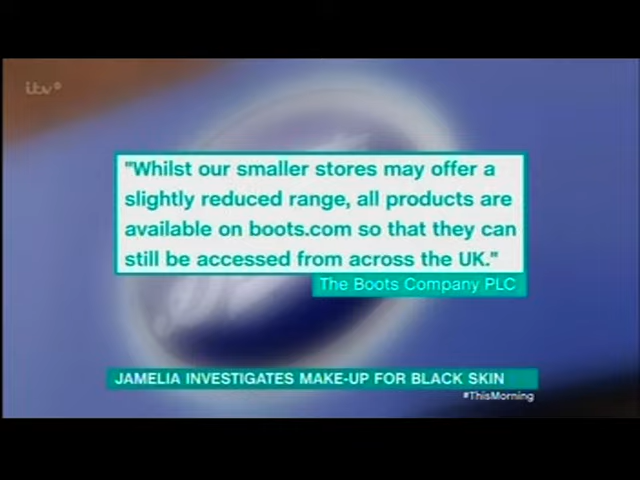 itv
"Whilst our smaller stores may offer a
slightly reduced range, all products are
available on boots.com so that they can
still be accessed from across the UK."
The Boots Company PLC
JAMELIA INVESTIGATES MAKE-UP FOR BLACK SKIN
#ThisMorning